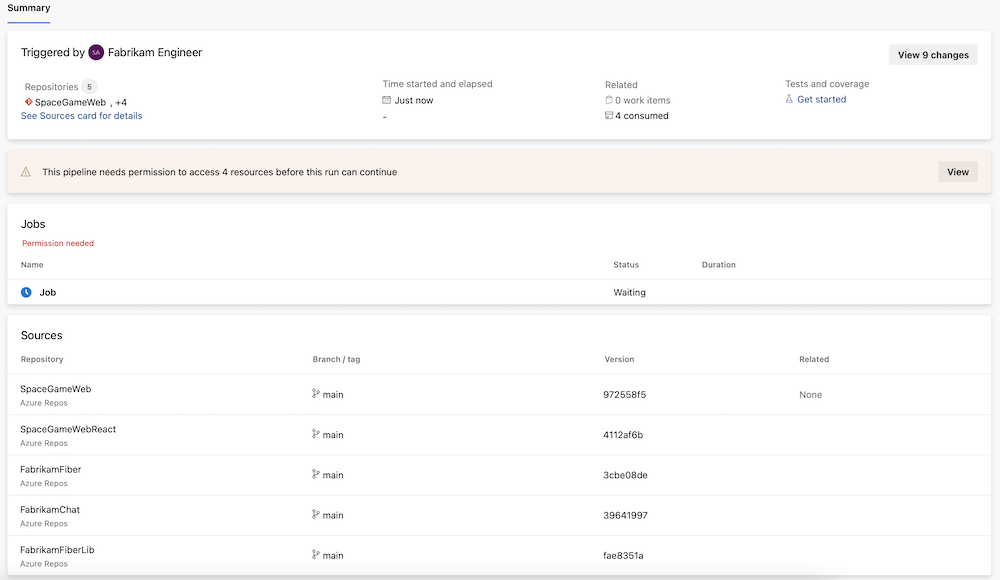 Summary
Triggered by SA Fabrikam Engineer
View 9 changes
Repositories 5
SpaceGameWeb , +4
See Sources card for details
Time started and elapsed
Just now
-
Related
0 work items
4 consumed
Tests and coverage
Get started
This pipeline needs permission to access 4 resources before this run can continue
View
Jobs
Permission needed
Name Status Duration
Job Waiting
Sources
Repository Branch / tag Version Related
SpaceGameWeb
Azure Repos
main 972558f5 None
SpaceGameWebReact
Azure Repos
main 4112af6b
FabrikamFiber
Azure Repos
main 3cbe08de
FabrikamChat
Azure Repos
main 39641997
FabrikamFiberLib
Azure Repos
main fae8351a